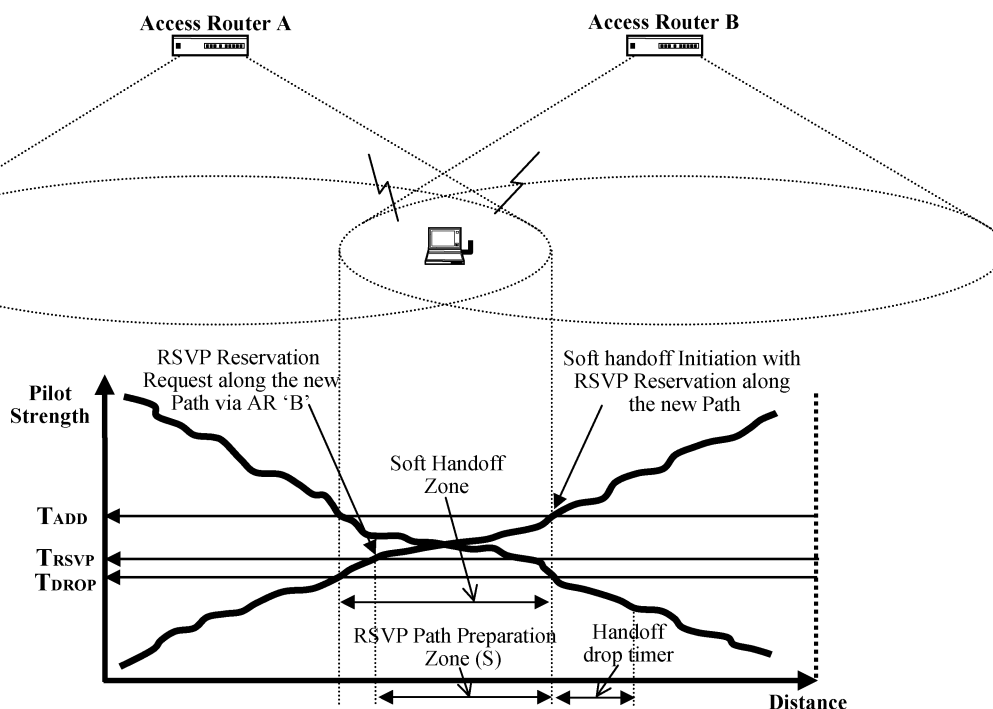 Access Router A
Access Router B
RSVP Reservation
Request along the new
Path via AR ‘B’
Soft handoff Initiation with
RSVP Reservation along
the new Path
Pilot
Strength
Soft Handoff
Zone
TADD
TRSVP
TDROP
RSVP Path Preparation
Zone (S)
Handoff
drop timer
Distance